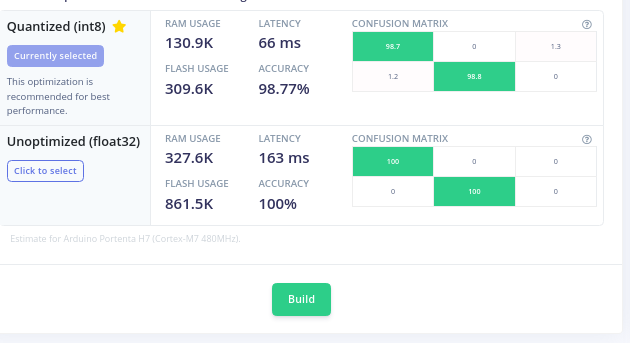 Quantized (int8)
Currently selected
This optimization is
recommended for best
performance.
RAM USAGE
130.9K
LATENCY
66 ms
FLASH USAGE
309.6K
ACCURACY
98.77%
CONFUSION MATRIX ?
98.7 0 1.3
1.2 98.8 0
Unoptimized (float32)
Click to select
RAM USAGE
327.6K
LATENCY
163 ms
FLASH USAGE
861.5K
ACCURACY
100%
CONFUSION MATRIX ?
100 0 0
0 100 0
Estimate for Arduino Portenta H7 (Cortex-M7 480MHz).
Build